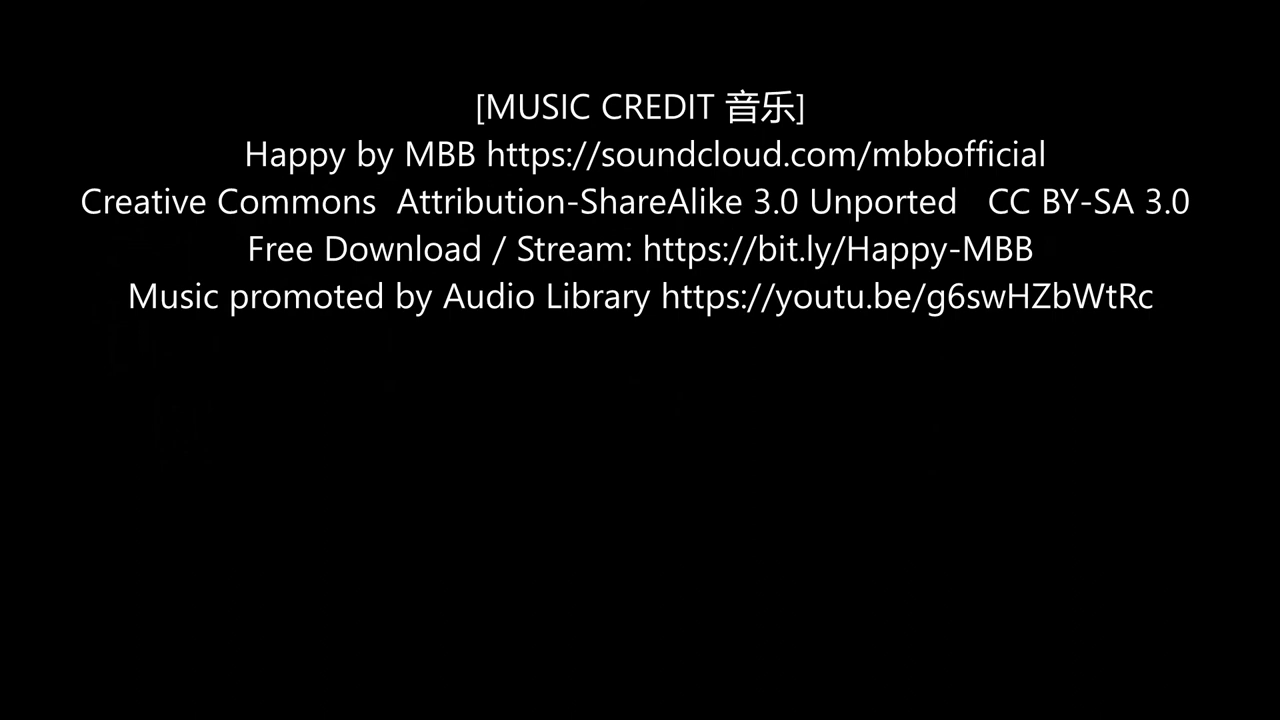 [MUSIC CREDIT 音乐]
Happy by MBB https://soundcloud.com/mbbofficial
Creative Commons  Attribution-ShareAlike 3.0 Unported   CC BY-SA 3.0
Free Download / Stream: https://bit.ly/Happy-MBB
Music promoted by Audio Library https://youtu.be/g6swHZbWtRc